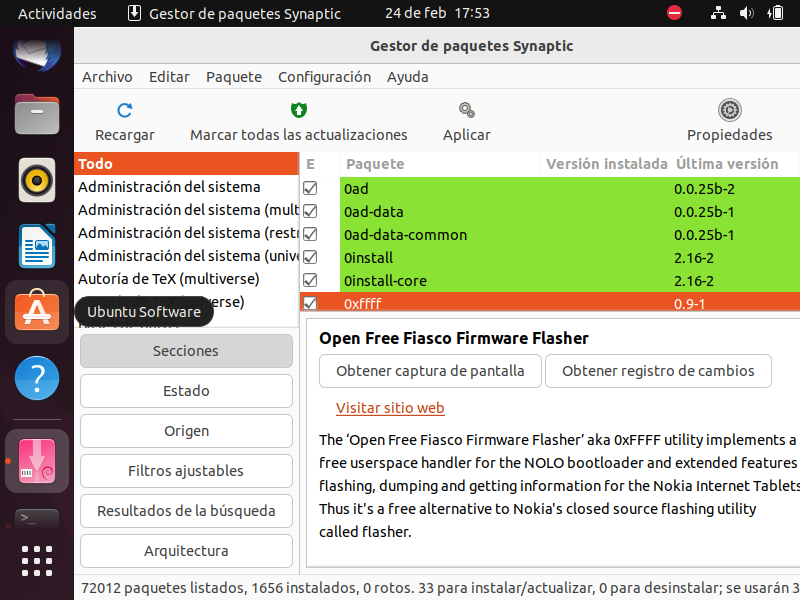 Actividades
Gestor de paquetes Synaptic
24 de feb 17:53
Gestor de paquetes Synaptic
Archivo Editar Paquete Configuración Ayuda
Recargar
Marcar todas las actualizaciones
Aplicar
Propiedades
Todo
Administración del sistema
Administración del sistema (mult
Administración del sistema (restr
Administración del sistema (unive
Autoría de TeX (multiverse)
erse)
Ubuntu Software
Secciones
Estado
Origen
Filtros ajustables
Resultados de la búsqueda
Arquitectura
E Paquete Versión instalada Última versión
0ad 0.0.25b-2
0ad-data 0.0.25b-1
0ad-data-common 0.0.25b-1
0install 2.16-2
0install-core 2.16-2
0xffff 0.9-1
Open Free Fiasco Firmware Flasher
Obtener captura de pantalla
Obtener registro de cambios
Visitar sitio web
The ‘Open Free Fiasco Firmware Flasher’ aka 0xFFFF utility implements a
free userspace handler for the NOLO bootloader and extended features
flashing, dumping and getting information for the Nokia Internet Tablets
Thus it's a free alternative to Nokia's closed source flashing utility
called flasher.
72012 paquetes listados, 1656 instalados, 0 rotos. 33 para instalar/actualizar, 0 para desinstalar; se usarán 3